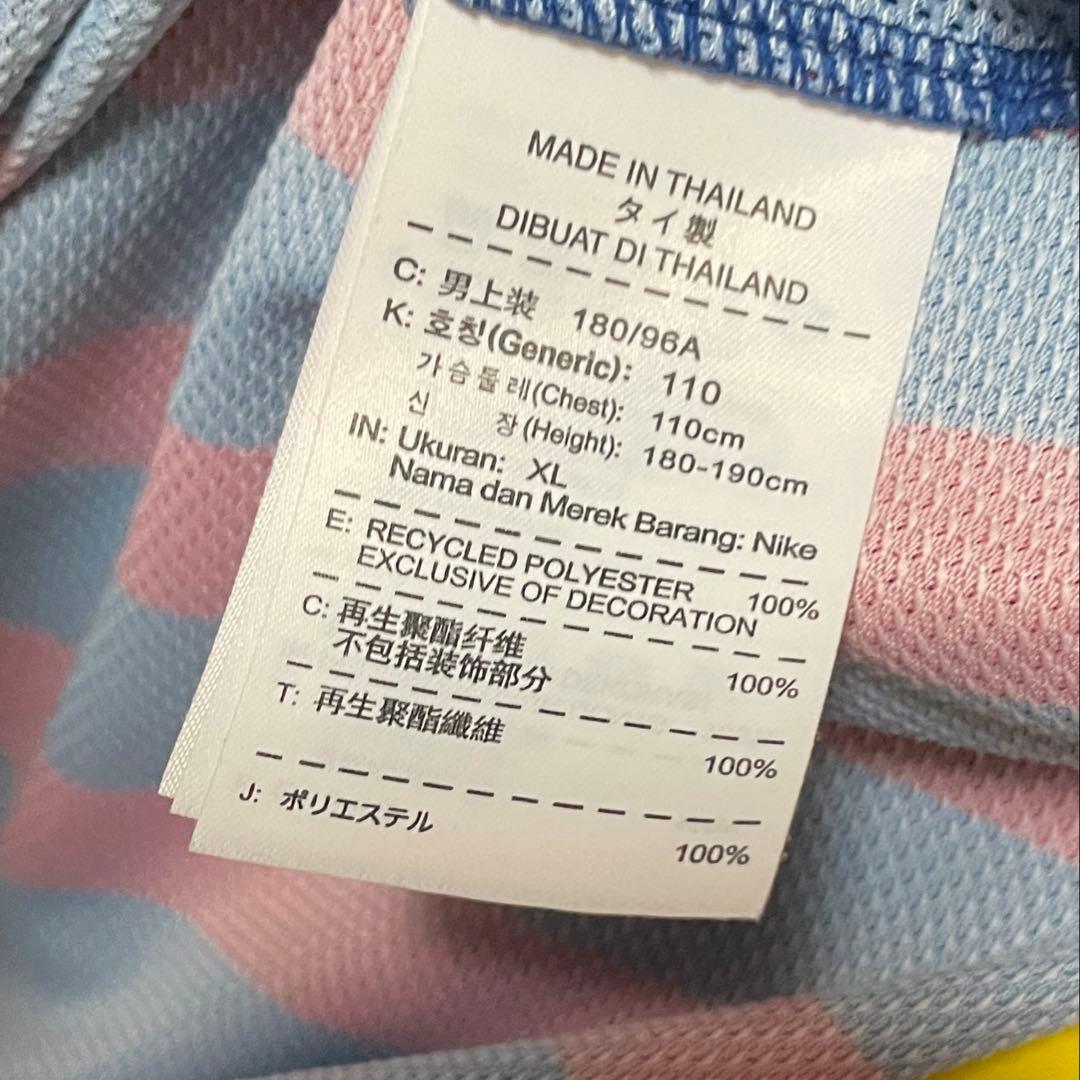 MADE IN THAILAND
タイ製
DIBUAT DI THAILAND
C: 男上装 180/96A
K: 호칭(Generic): 110
가슴둘레(Chest): 110cm
신 장(Height): 180-190cm
IN: Ukuran: XL
Nama dan Merek Barang: Nike
E: RECYCLED POLYESTER 100%
EXCLUSIVE OF DECORATION
C: 再生聚酯纤维 100%
不包括装饰部分
T: 再生聚酯纖維 100%
J: ポリエステル 100%